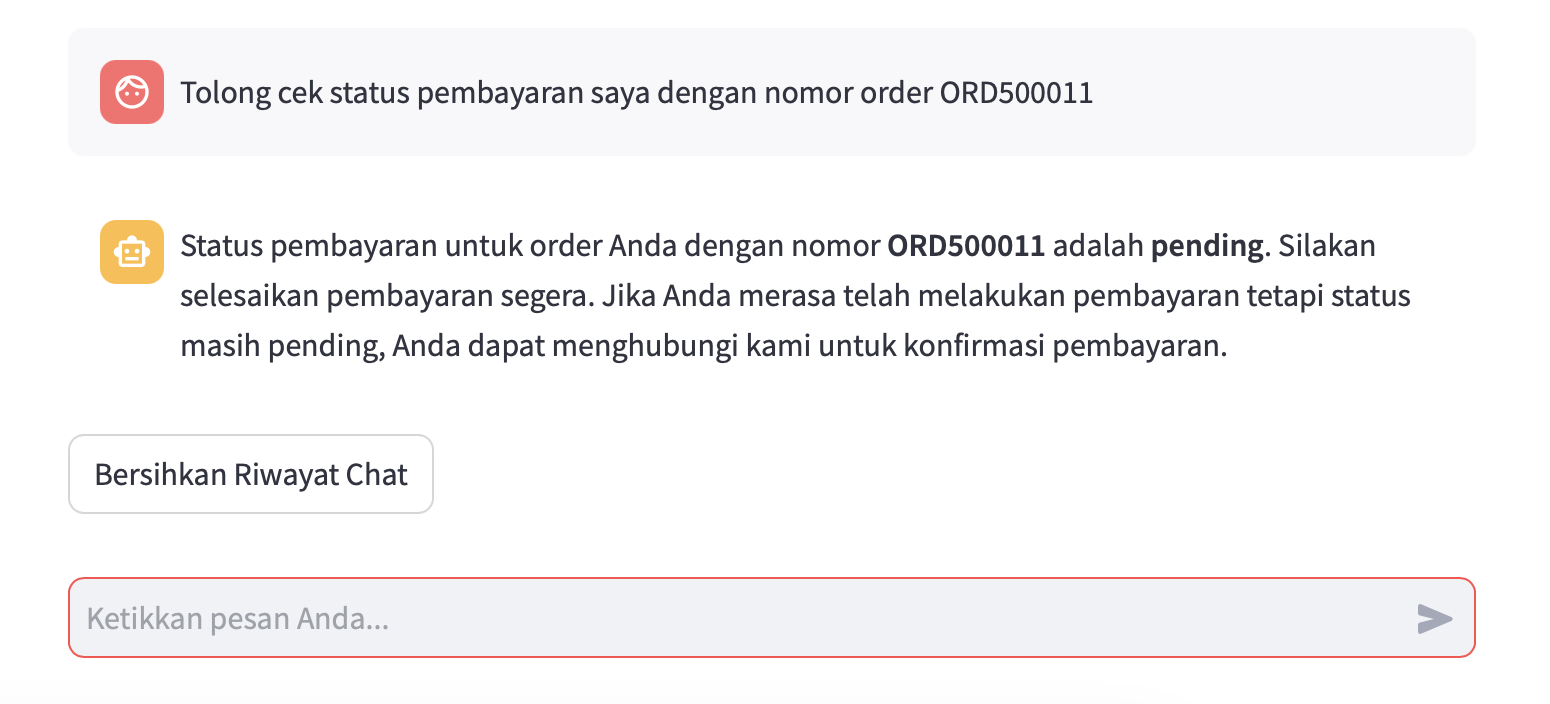 Tolong cek status pembayaran saya dengan nomor order ORD500011
Status pembayaran untuk order Anda dengan nomor ORD500011 adalah pending. Silakan
selesaikan pembayaran segera. Jika Anda merasa telah melakukan pembayaran tetapi status
masih pending, Anda dapat menghubungi kami untuk konfirmasi pembayaran.
Bersihkan Riwayat Chat
Ketikkan pesan Anda...